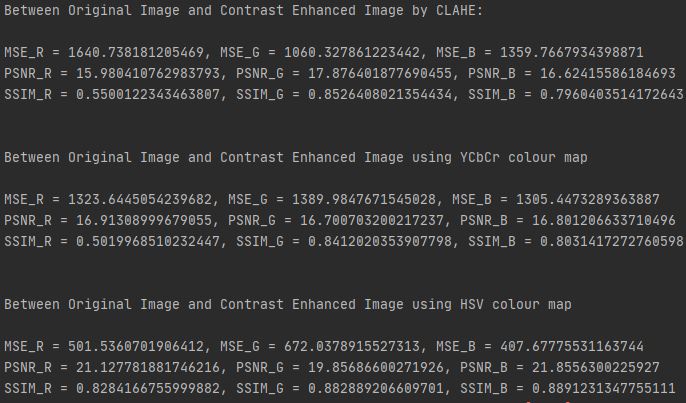 Between Original Image and Contrast Enhanced Image by CLAHE:
MSE_R = 1640.738181205469, MSE_G = 1060.327861223442, MSE_B = 1359.7667934398871
PSNR_R = 15.980410762983793, PSNR_G = 17.876401877690455, PSNR_B = 16.62415586184693
SSIM_R = 0.5500122343463807, SSIM_G = 0.8526408021354434, SSIM_B = 0.7960403514172643
Between Original Image and Contrast Enhanced Image using YCbCr colour map
MSE_R = 1323.6445054239682, MSE_G = 1389.9847671545028, MSE_B = 1305.4473289363887
PSNR_R = 16.91308999679055, PSNR_G = 16.700703200217237, PSNR_B = 16.801206633710496
SSIM_R = 0.5019968510232447, SSIM_G = 0.8412020353907798, SSIM_B = 0.8031417272760598
Between Original Image and Contrast Enhanced Image using HSV colour map
MSE_R = 501.5360701906412, MSE_G = 672.0378915527313, MSE_B = 407.67775531163744
PSNR_R = 21.127781881746216, PSNR_G = 19.85686600271926, PSNR_B = 21.8556300225927
SSIM_R = 0.8284166755999882, SSIM_G = 0.882889206609701, SSIM_B = 0.8891231347755111